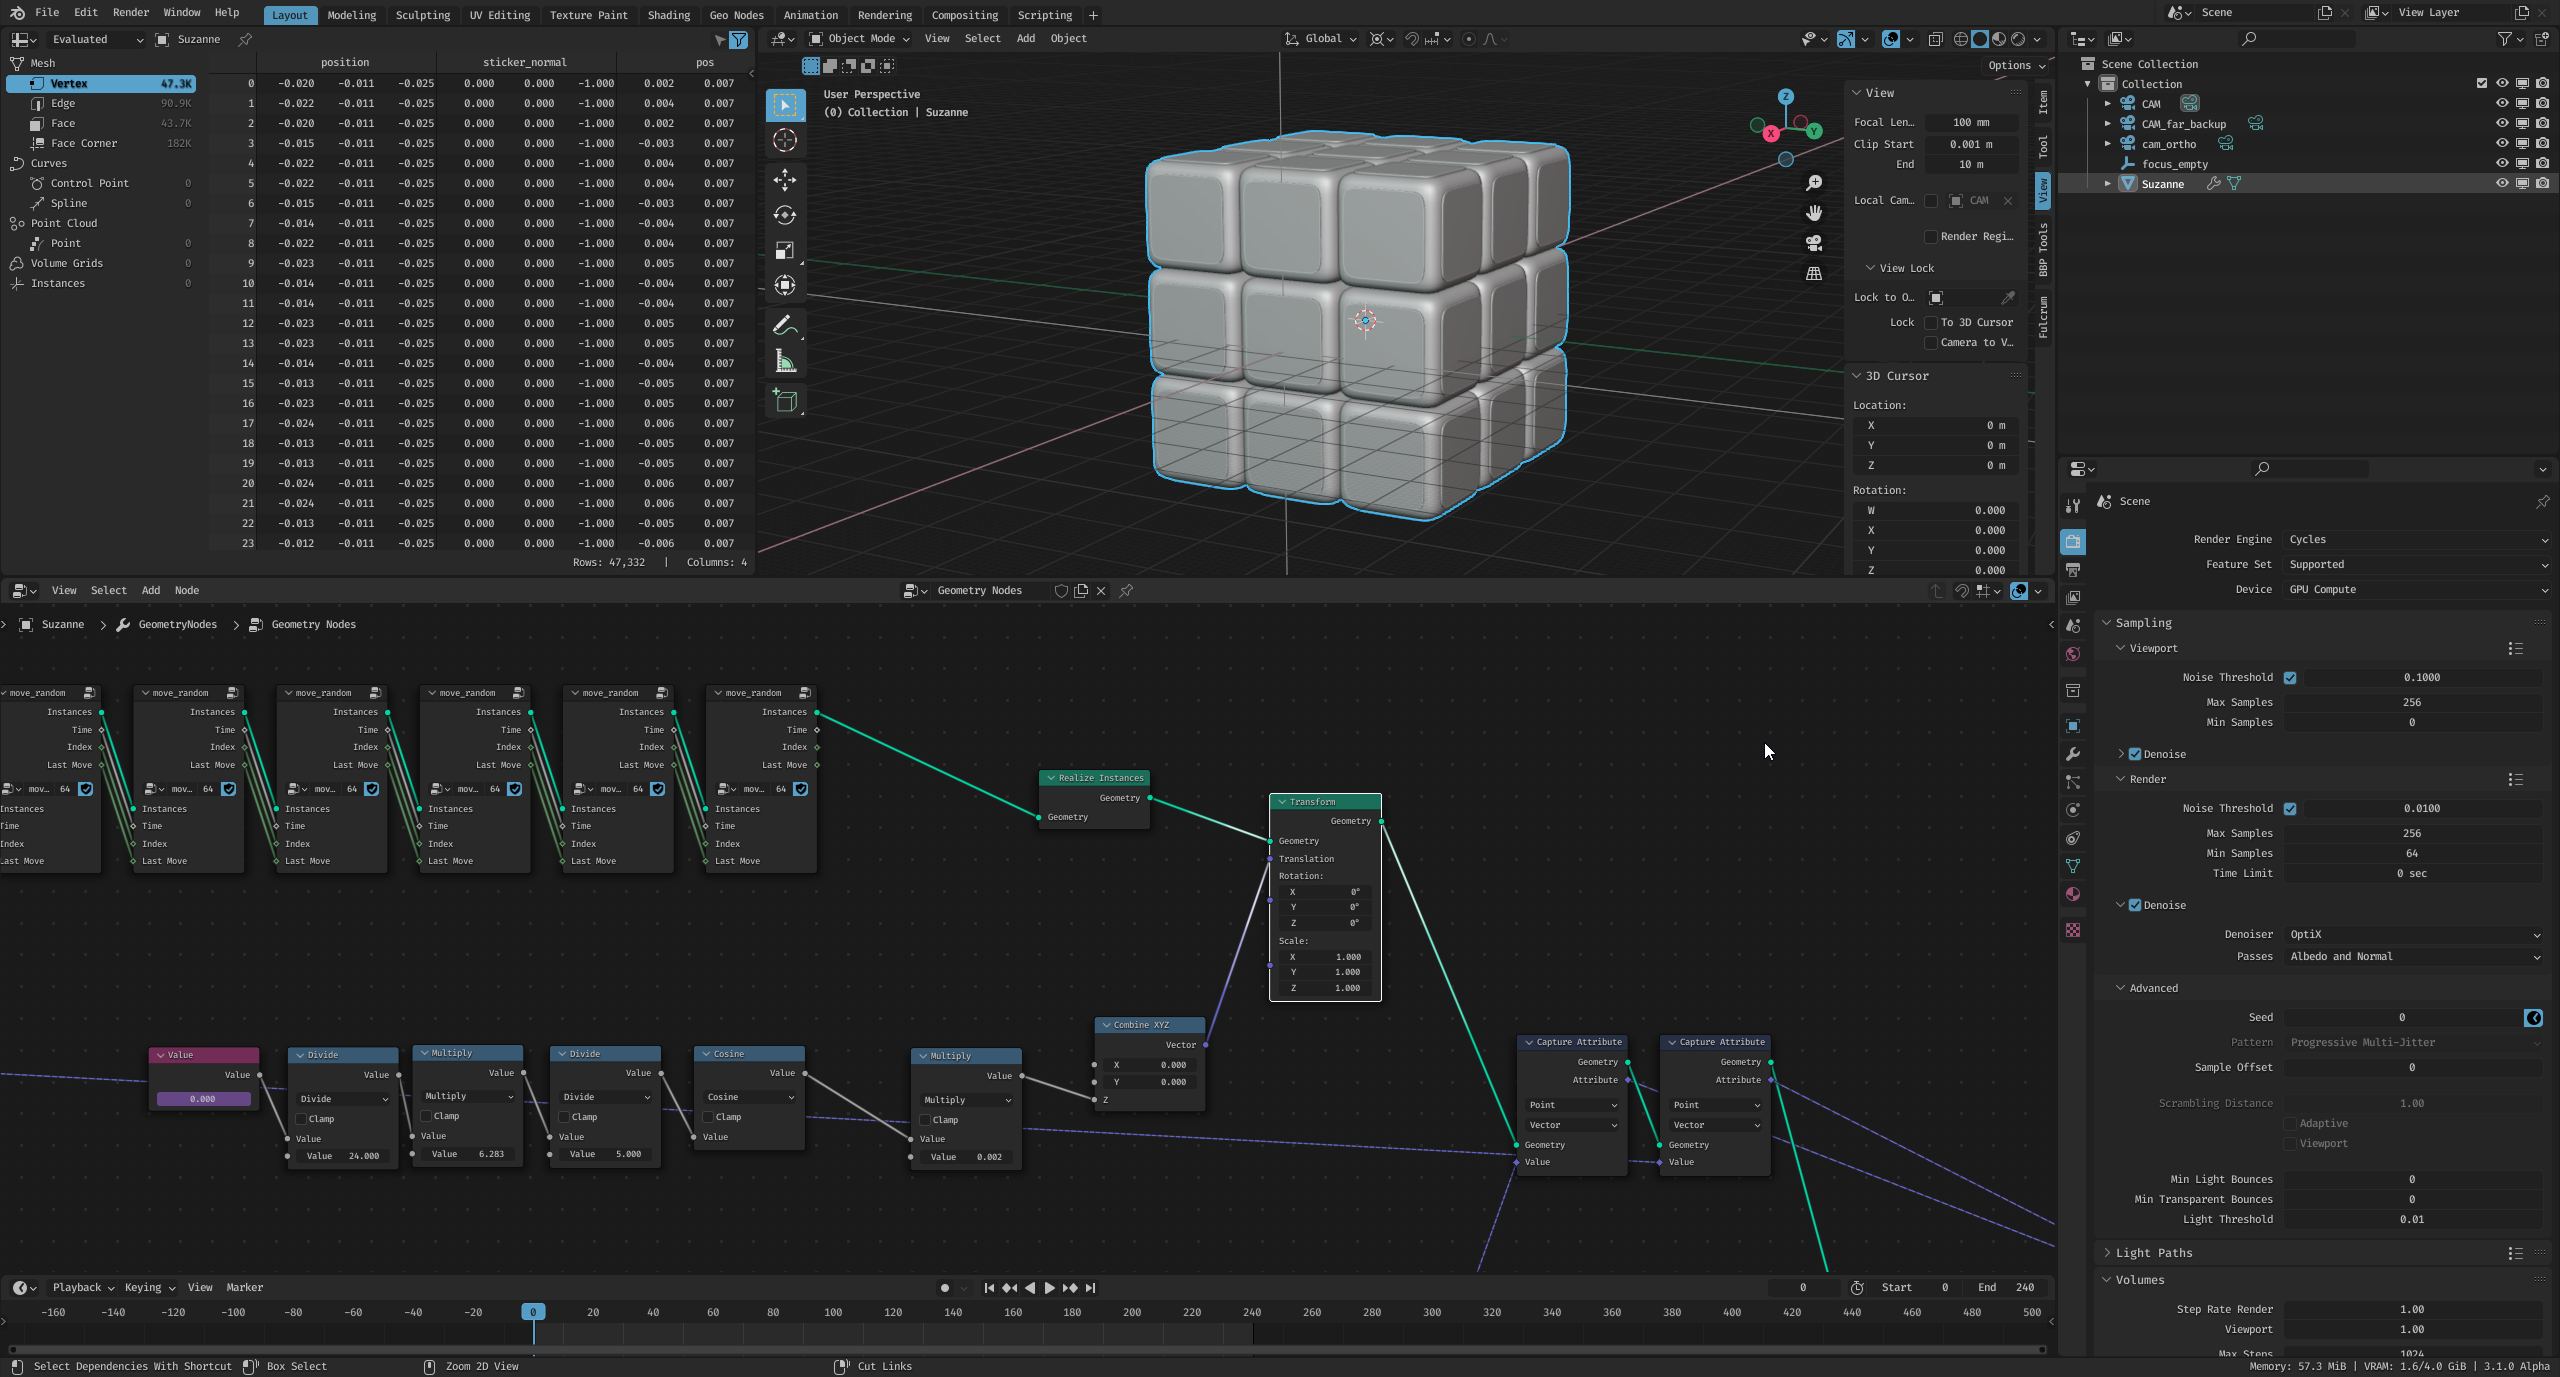 File Edit Render Window Help Layout Modeling Sculpting UV Editing Texture Paint Shading Geo Nodes Animation Rendering Compositing Scripting + Scene View Layer
Evaluated Suzanne
Object Mode View Select Add Object Global
Options
position sticker_normal pos
Mesh
Vertex 47.3K
Edge 90.9K
Face 43.7K
Face Corner 182K
Curves
Control Point 0
Spline 0
Point Cloud
Point 0
Volume Grids 0
Instances 0
0 -0.020 -0.011 -0.025 0.000 0.000 -1.000 0.002 0.007
1 -0.022 -0.011 -0.025 0.000 0.000 -1.000 0.004 0.007
2 -0.020 -0.011 -0.025 0.000 0.000 -1.000 0.002 0.007
3 -0.015 -0.011 -0.025 0.000 0.000 -1.000 -0.003 0.007
4 -0.022 -0.011 -0.025 0.000 0.000 -1.000 0.004 0.007
5 -0.022 -0.011 -0.025 0.000 0.000 -1.000 0.004 0.007
6 -0.015 -0.011 -0.025 0.000 0.000 -1.000 -0.003 0.007
7 -0.014 -0.011 -0.025 0.000 0.000 -1.000 -0.004 0.007
8 -0.022 -0.011 -0.025 0.000 0.000 -1.000 0.004 0.007
9 -0.023 -0.011 -0.025 0.000 0.000 -1.000 0.005 0.007
10 -0.014 -0.011 -0.025 0.000 0.000 -1.000 -0.004 0.007
11 -0.014 -0.011 -0.025 0.000 0.000 -1.000 -0.004 0.007
12 -0.023 -0.011 -0.025 0.000 0.000 -1.000 0.005 0.007
13 -0.023 -0.011 -0.025 0.000 0.000 -1.000 0.005 0.007
14 -0.014 -0.011 -0.025 0.000 0.000 -1.000 -0.004 0.007
15 -0.013 -0.011 -0.025 0.000 0.000 -1.000 -0.005 0.007
16 -0.023 -0.011 -0.025 0.000 0.000 -1.000 0.005 0.007
17 -0.024 -0.011 -0.025 0.000 0.000 -1.000 0.006 0.007
18 -0.013 -0.011 -0.025 0.000 0.000 -1.000 -0.005 0.007
19 -0.013 -0.011 -0.025 0.000 0.000 -1.000 -0.005 0.007
20 -0.024 -0.011 -0.025 0.000 0.000 -1.000 0.006 0.007
21 -0.024 -0.011 -0.025 0.000 0.000 -1.000 0.006 0.007
22 -0.013 -0.011 -0.025 0.000 0.000 -1.000 -0.005 0.007
23 -0.012 -0.011 -0.025 0.000 0.000 -1.000 -0.006 0.007
Rows: 47,332 | Columns: 4
User Perspective
(0) Collection | Suzanne
Z
X Y
View
Focal Len... 100 mm
Clip Start 0.001 m
End 10 m
Local Cam... CAM
Render Regi...
View Lock
Lock to O...
Lock To 3D Cursor
Camera to V...
3D Cursor
Location:
X 0 m
Y 0 m
Z 0 m
Rotation:
W 0.000
X 0.000
Y 0.000
Z 0.000
Item
Tool
View
BBP Tools
Fulcrum
Scene Collection
Collection
CAM
CAM_far_backup
cam_ortho
focus_empty
Suzanne
View Select Add Node Geometry Nodes
Suzanne GeometryNodes Geometry Nodes
move_random move_random move_random move_random move_random move_random
Instances Instances Instances Instances Instances Instances
Time Time Time Time Time Time
Index Index Index Index Index Index
Last Move Last Move Last Move Last Move Last Move Last Move
mov... 64 mov... 64 mov... 64 mov... 64 mov... 64 mov... 64
nstances Instances Instances Instances Instances Instances
ime Time Time Time Time Time
ndex Index Index Index Index Index
ast Move Last Move Last Move Last Move Last Move Last Move
Realize Instances
Geometry
Geometry
Transform
Geometry
Geometry
Translation
Rotation:
X 0°
Y 0°
Z 0°
Scale:
X 1.000
Y 1.000
Z 1.000
Value
Value
0.000
Divide
Value
Divide
Clamp
Value
Value 24.000
Multiply
Value
Multiply
Clamp
Value
Value 6.283
Divide
Value
Divide
Clamp
Value
Value 5.000
Cosine
Value
Cosine
Clamp
Value
Multiply
Value
Multiply
Clamp
Value
Value 0.002
Combine XYZ
Vector
X 0.000
Y 0.000
Z
Capture Attribute
Geometry
Attribute
Point
Vector
Geometry
Value
Capture Attribute
Geometry
Attribute
Point
Vector
Geometry
Value
Scene
Render Engine Cycles
Feature Set Supported
Device GPU Compute
Sampling
Viewport
Noise Threshold 0.1000
Max Samples 256
Min Samples 0
Denoise
Render
Noise Threshold 0.0100
Max Samples 256
Min Samples 64
Time Limit 0 sec
Denoise
Denoiser OptiX
Passes Albedo and Normal
Advanced
Seed 0
Pattern Progressive Multi-Jitter
Sample Offset 0
Scrambling Distance 1.00
Adaptive
Viewport
Min Light Bounces 0
Min Transparent Bounces 0
Light Threshold 0.01
Light Paths
Volumes
Step Rate Render 1.00
Viewport 1.00
Max Steps 1024
Playback Keying View Marker 0 Start 0 End 240
-160 -140 -120 -100 -80 -60 -40 -20 0 20 40 60 80 100 120 140 160 180 200 220 240 260 280 300 320 340 360 380 400 420 440 460 480 500
Select Dependencies With Shortcut Box Select Zoom 2D View Cut Links Memory: 57.3 MiB | VRAM: 1.6/4.0 GiB | 3.1.0 Alpha